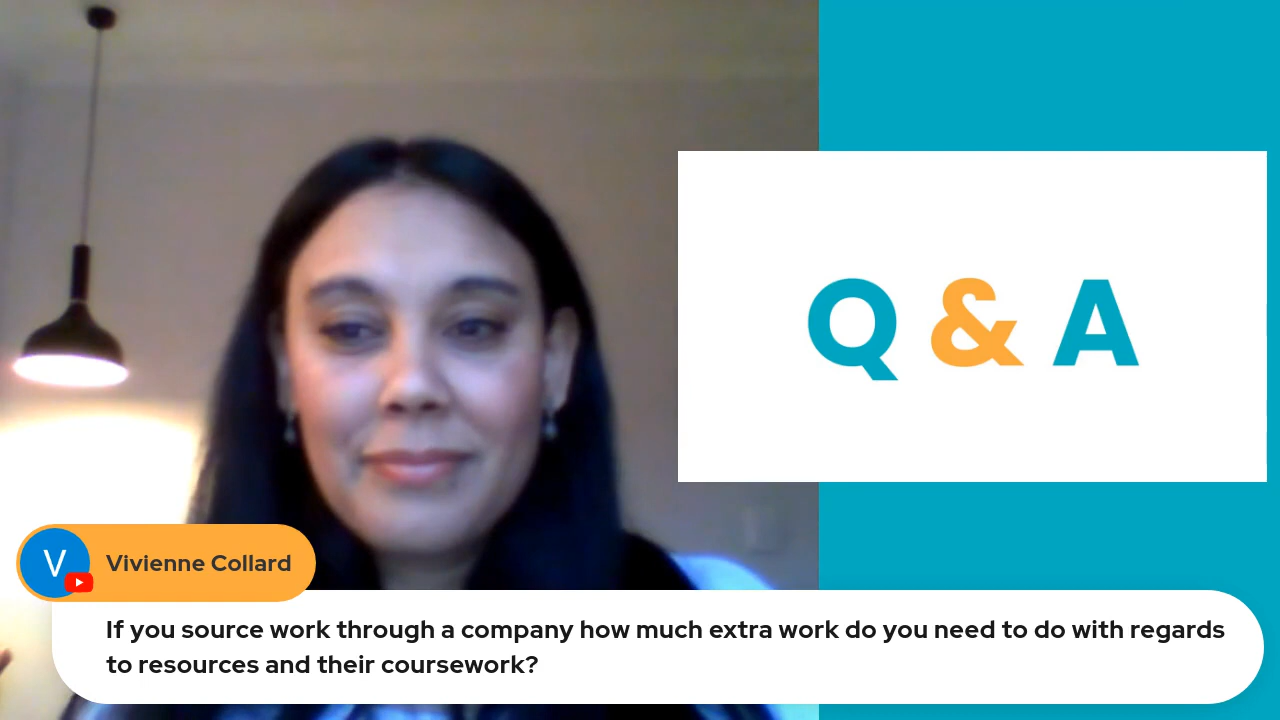 Q & A
V
Vivienne Collard
If you source work through a company how much extra work do you need to do with regards
to resources and their coursework?